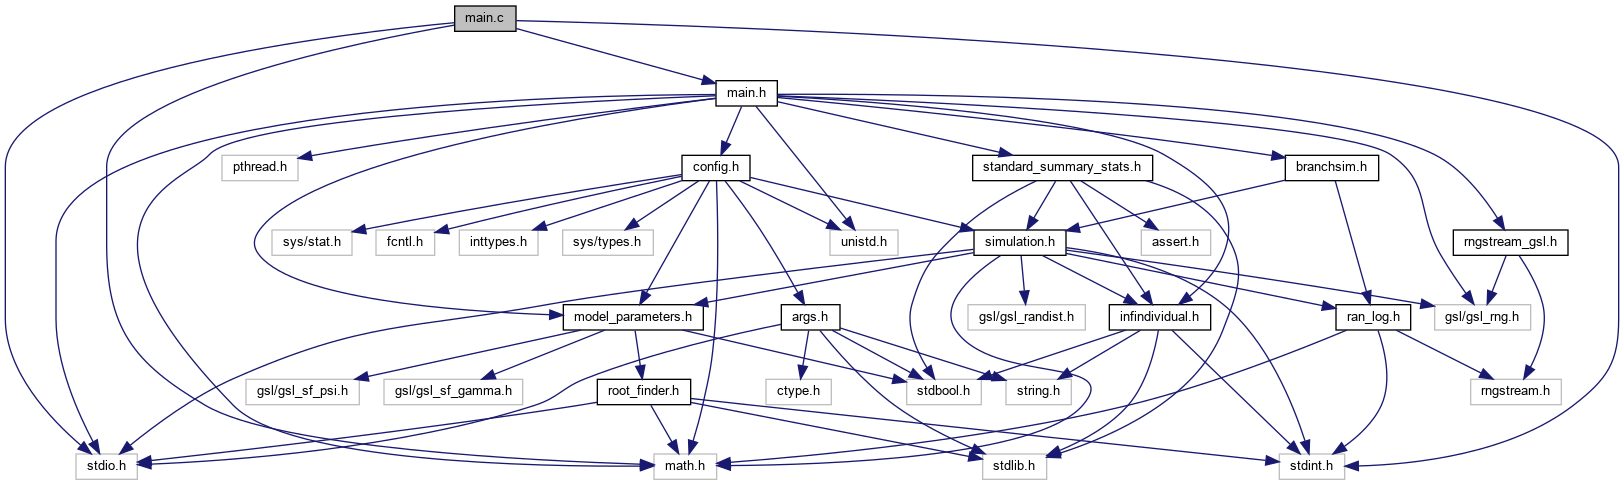 main.c
main.h
pthread.h
config.h
standard_summary_stats.h
branchsim.h
sys/stat.h
fcntl.h
inttypes.h
sys/types.h
unistd.h
simulation.h
assert.h
rngstream_gsl.h
model_parameters.h
args.h
gsl/gsl_randist.h
infindividual.h
ran_log.h
gsl/gsl_rng.h
gsl/gsl_sf_psi.h
gsl/gsl_sf_gamma.h
root_finder.h
ctype.h
stdbool.h
string.h
rngstream.h
stdio.h
math.h
stdlib.h
stdint.h